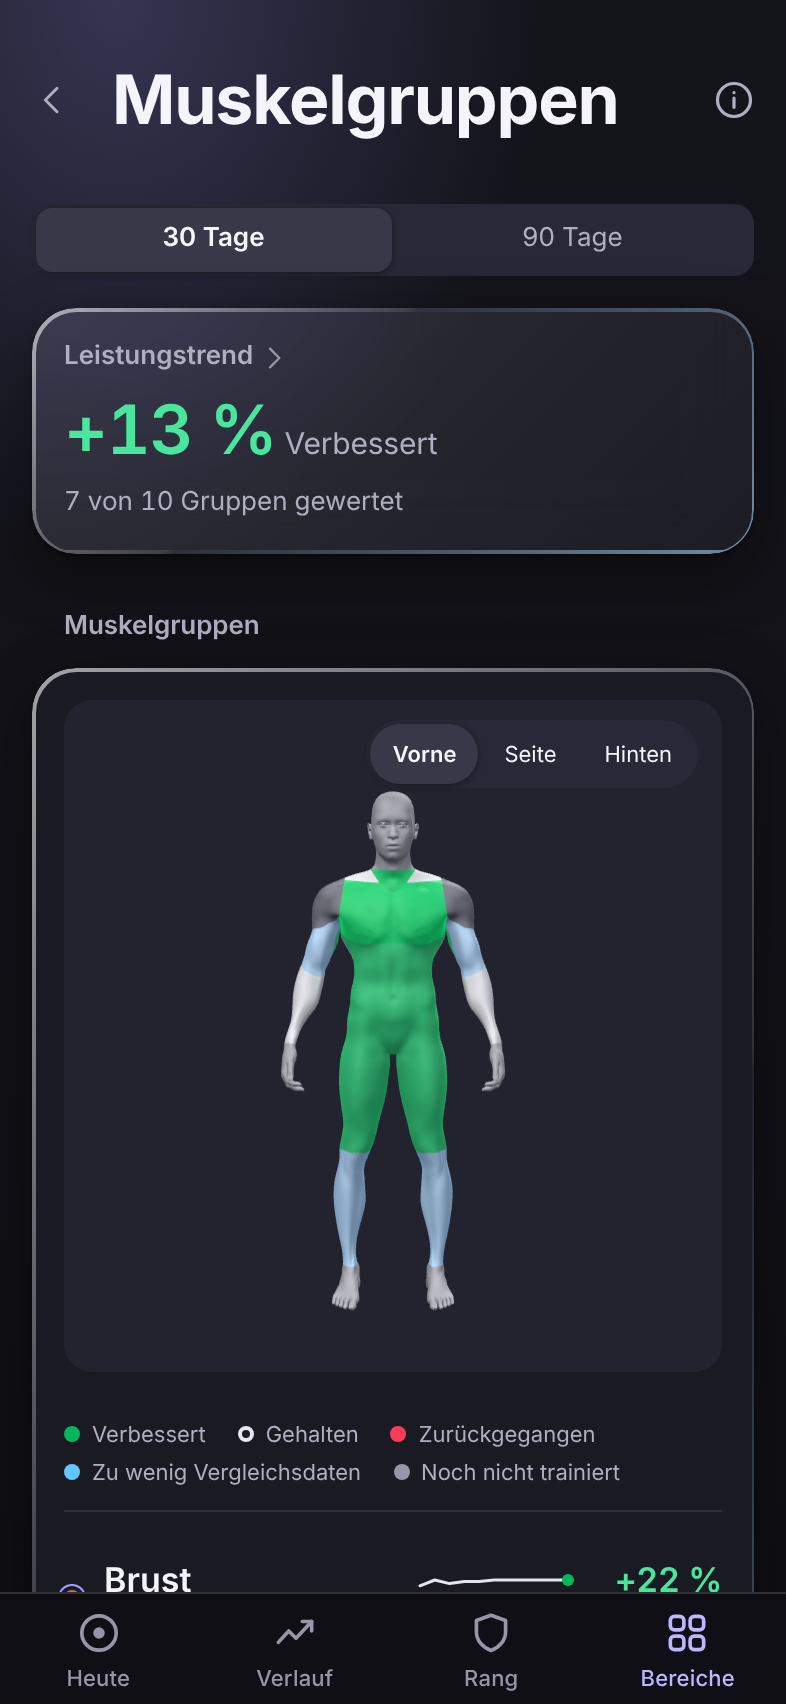 Muskelgruppen
30 Tage
90 Tage
Leistungstrend
+13 % Verbessert
7 von 10 Gruppen gewertet
Muskelgruppen
Vorne
Seite
Hinten
Verbessert
Gehalten
Zurückgegangen
Zu wenig Vergleichsdaten
Noch nicht trainiert
Brust
+22 %
Heute
Verlauf
Rang
Bereiche